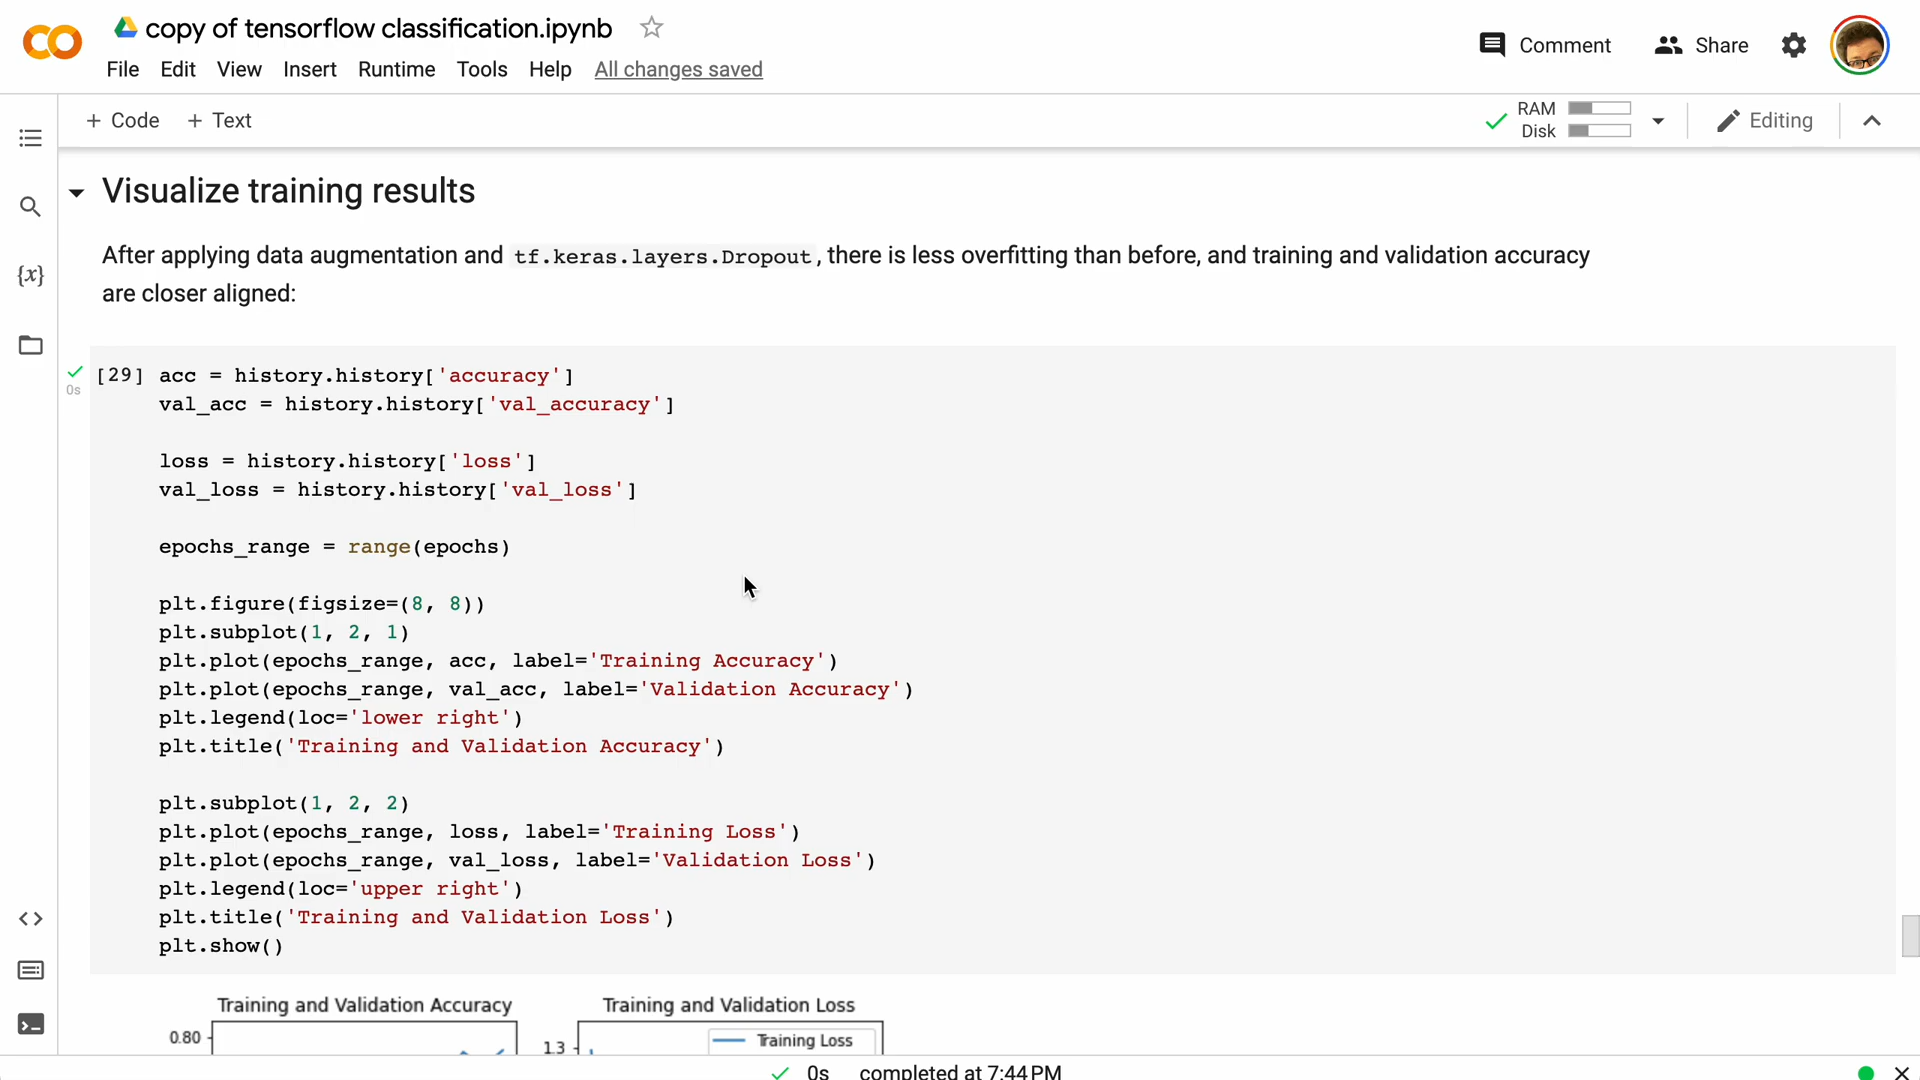 copy of tensorflow classification.ipynb
File Edit View Insert Runtime Tools Help All changes saved
Comment Share
+ Code + Text
RAM
Disk
Editing
Visualize training results
After applying data augmentation and tf.keras.layers.Dropout, there is less overfitting than before, and training and validation accuracy
are closer aligned:
{x}
0s
[29] acc = history.history['accuracy']
val_acc = history.history['val_accuracy']
loss = history.history['loss']
val_loss = history.history['val_loss']
epochs_range = range(epochs)
plt.figure(figsize=(8, 8))
plt.subplot(1, 2, 1)
plt.plot(epochs_range, acc, label='Training Accuracy')
plt.plot(epochs_range, val_acc, label='Validation Accuracy')
plt.legend(loc='lower right')
plt.title('Training and Validation Accuracy')
plt.subplot(1, 2, 2)
plt.plot(epochs_range, loss, label='Training Loss')
plt.plot(epochs_range, val_loss, label='Validation Loss')
plt.legend(loc='upper right')
plt.title('Training and Validation Loss')
plt.show()
Training and Validation Accuracy
Training and Validation Loss
0.80
1.3
Training Loss
0s completed at 7:44 PM